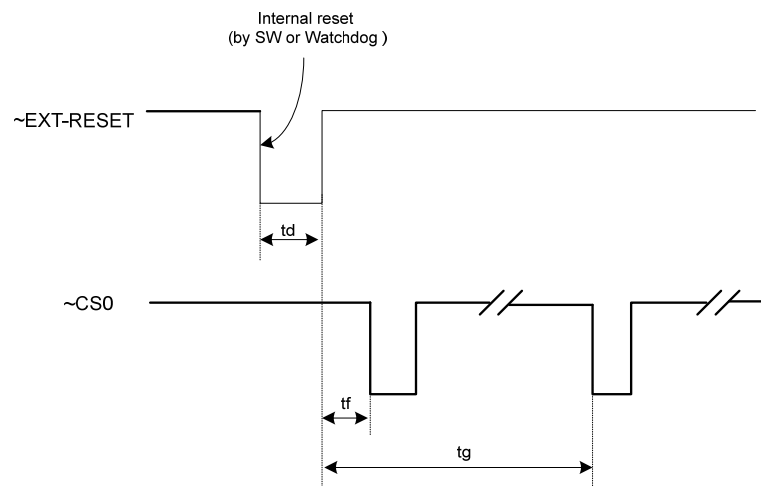 Internal reset
(by SW or Watchdog )
~EXT-RESET
td
~CS0
tf
tg